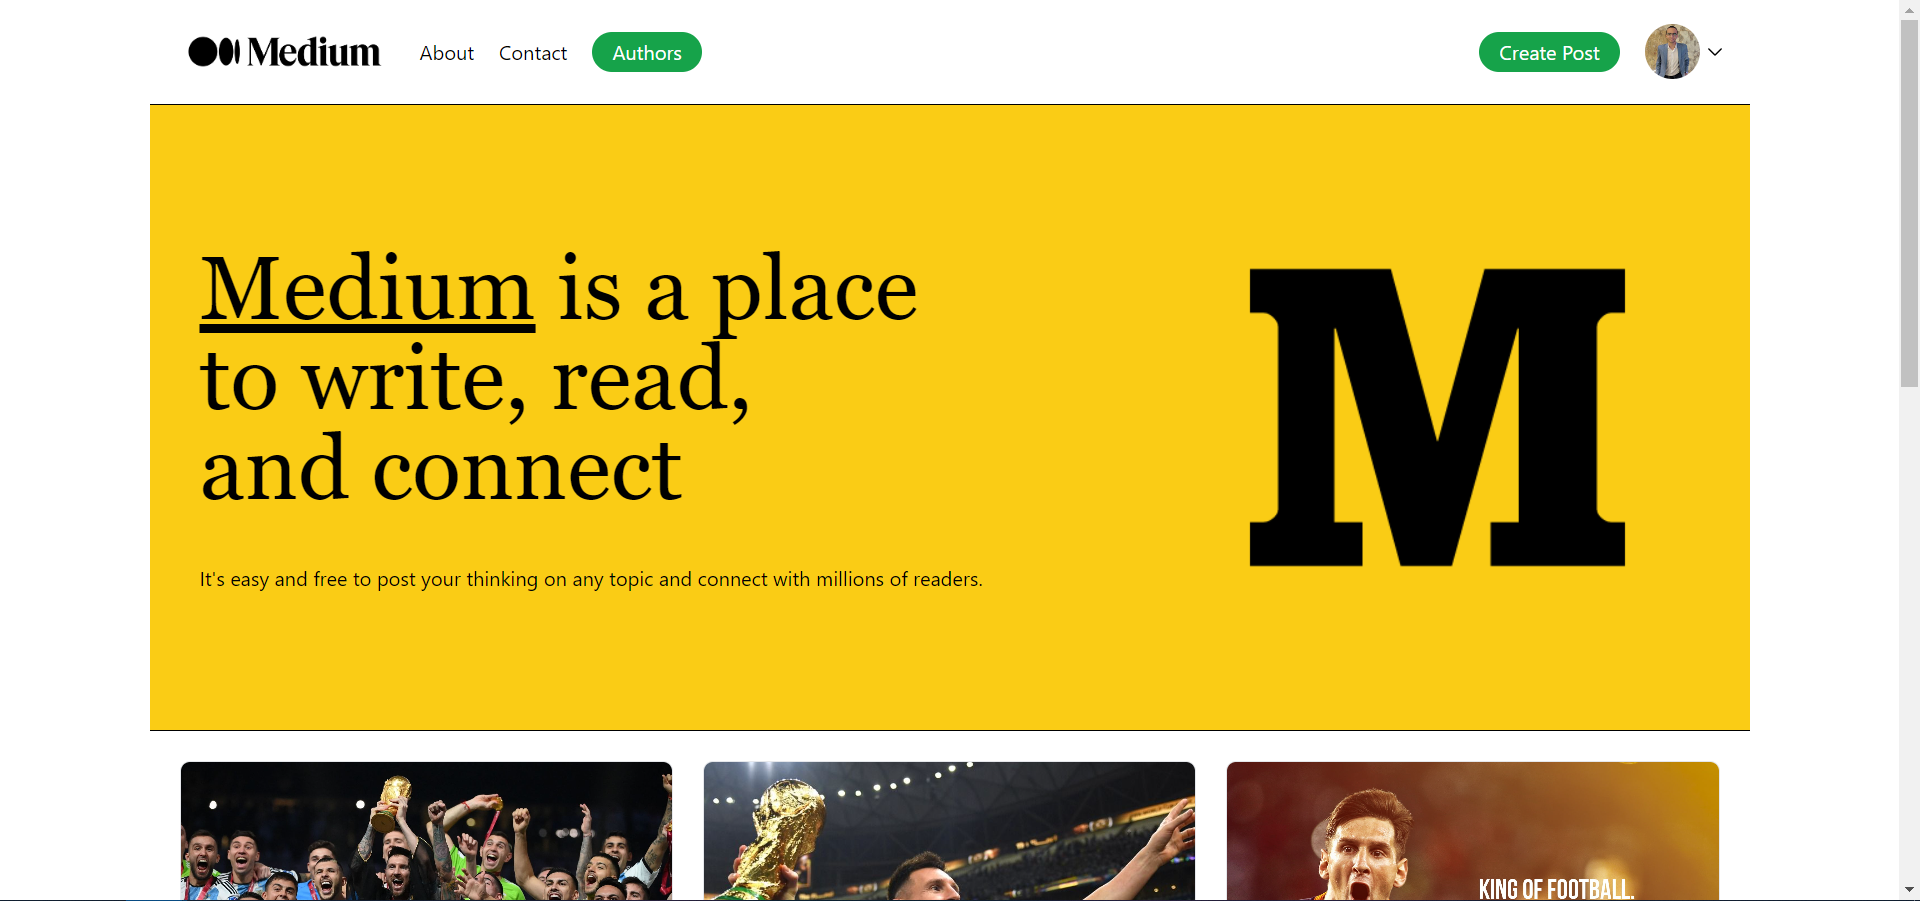 Medium
About
Contact
Authors
Create Post
Medium is a place
to write, read,
and connect
M
It's easy and free to post your thinking on any topic and connect with millions of readers.
KING OF FOOTBALL.